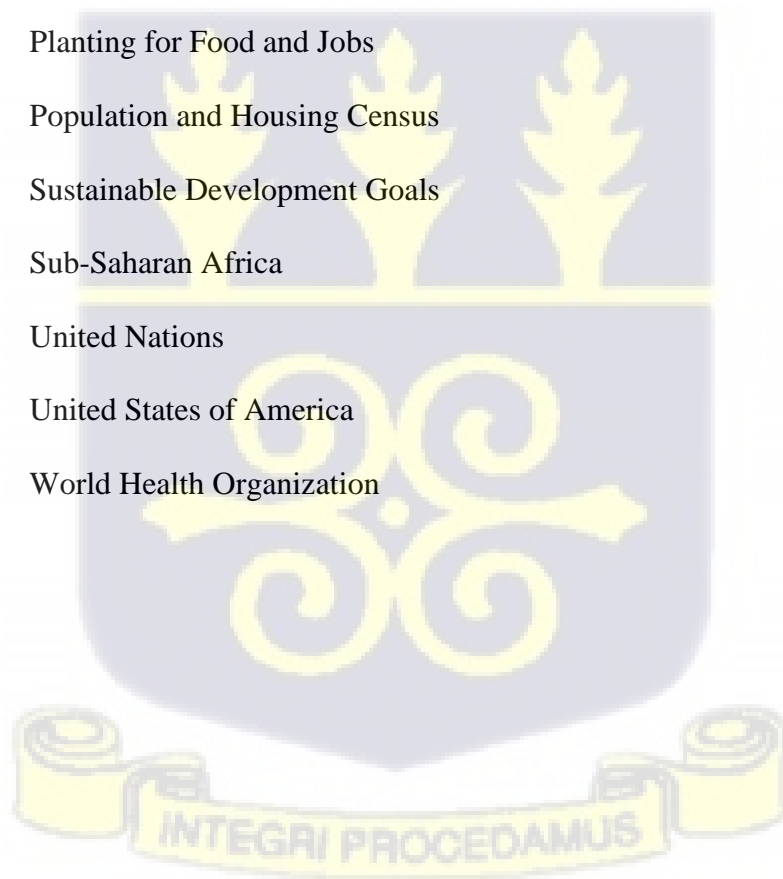 Planting for Food and Jobs
Population and Housing Census
Sustainable Development Goals
Sub-Saharan Africa
United Nations
United States of America
World Health Organization
INTEGRI PROCEDAMUS